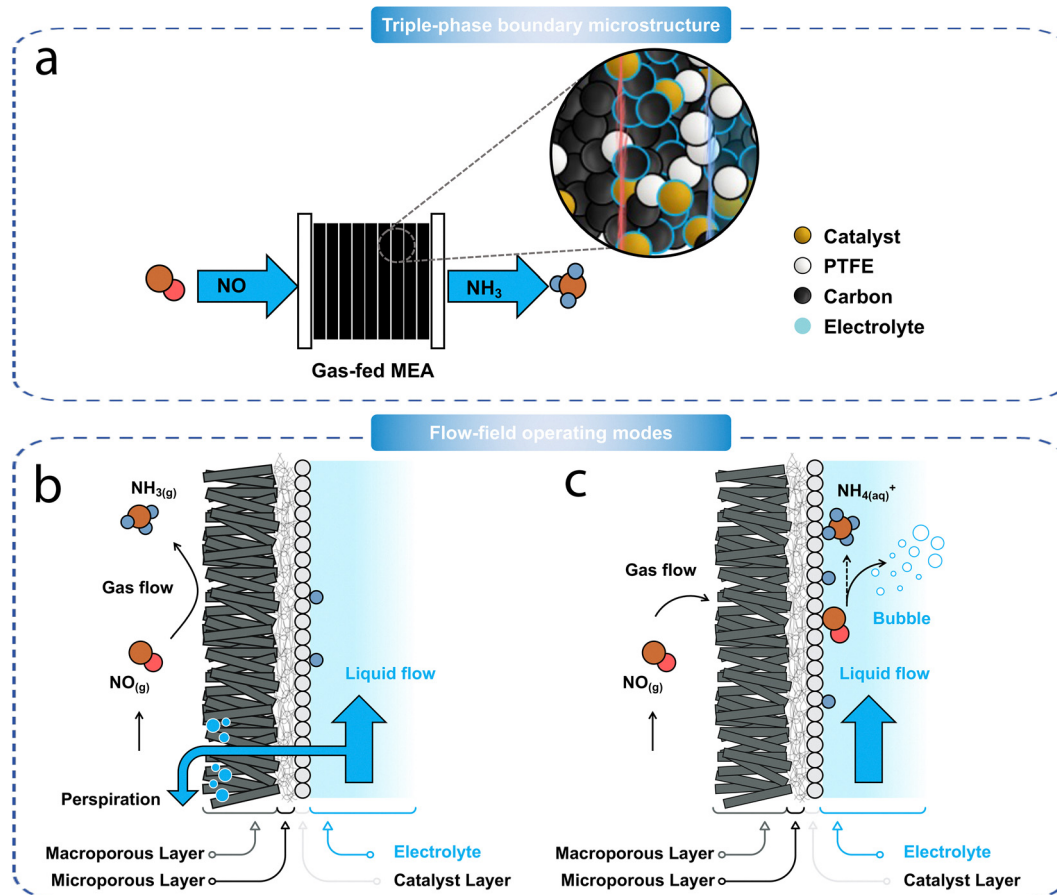 Triple-phase boundary microstructure
a
NO
NH₃
Gas-fed MEA
Catalyst
PTFE
Carbon
Electrolyte
Flow-field operating modes
b
NH₃(g)
Gas flow
NO(g)
Liquid flow
Perspiration
Macroporous Layer
Microporous Layer
Electrolyte
Catalyst Layer
c
NH₄(aq)⁺
Gas flow
Bubble
NO(g)
Liquid flow
Macroporous Layer
Microporous Layer
Electrolyte
Catalyst Layer